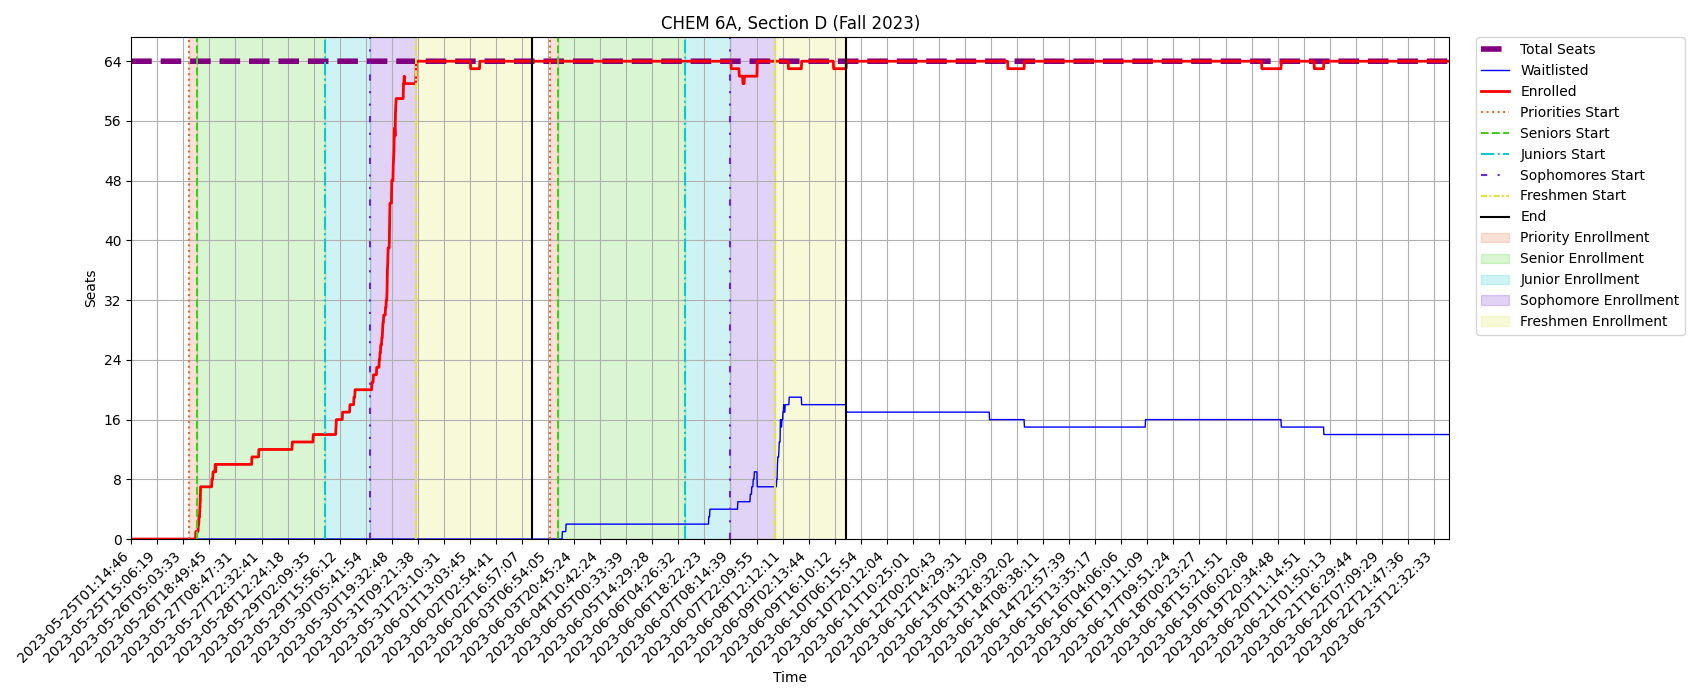 CHEM 6A, Section D (Fall 2023)
64
56
48
40
32
24
16
8
0
Seats
2023-05-25T01:14:46
2023-05-25T15:06:19
2023-05-26T05:03:33
2023-05-26T18:49:45
2023-05-27T08:47:31
2023-05-27T22:32:41
2023-05-28T12:24:18
2023-05-29T02:09:35
2023-05-29T15:56:12
2023-05-30T05:41:54
2023-05-30T19:32:48
2023-05-31T09:21:38
2023-05-31T23:10:31
2023-06-01T13:03:45
2023-06-02T02:54:41
2023-06-02T16:57:07
2023-06-03T06:54:05
2023-06-03T20:45:24
2023-06-04T10:42:24
2023-06-05T00:33:39
2023-06-05T14:29:28
2023-06-06T04:26:32
2023-06-06T18:22:23
2023-06-07T08:14:39
2023-06-07T22:09:55
2023-06-08T12:12:11
2023-06-09T02:13:44
2023-06-09T16:10:12
2023-06-10T06:15:54
2023-06-10T20:12:04
2023-06-11T10:25:01
2023-06-12T00:20:43
2023-06-12T14:29:31
2023-06-13T04:32:09
2023-06-13T18:32:02
2023-06-14T08:38:11
2023-06-14T22:57:39
2023-06-15T13:35:17
2023-06-16T04:06:06
2023-06-16T19:11:09
2023-06-17T09:51:24
2023-06-18T00:23:27
2023-06-18T15:21:51
2023-06-19T06:02:08
2023-06-19T20:34:48
2023-06-20T11:14:51
2023-06-21T01:50:13
2023-06-21T16:29:44
2023-06-22T07:09:29
2023-06-22T21:47:36
2023-06-23T12:32:33
Time
Total Seats
Waitlisted
Enrolled
Priorities Start
Seniors Start
Juniors Start
Sophomores Start
Freshmen Start
End
Priority Enrollment
Senior Enrollment
Junior Enrollment
Sophomore Enrollment
Freshmen Enrollment